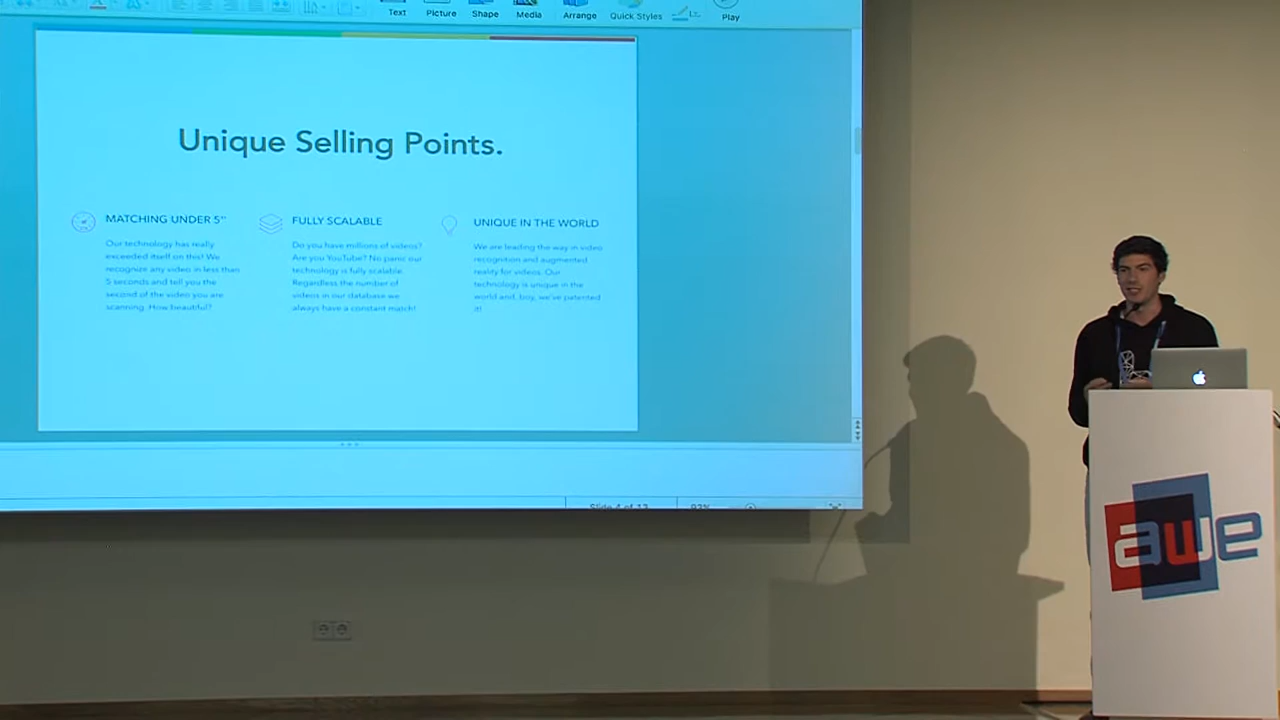 Text Picture Shape Media Arrange Quick Styles Play
Unique Selling Points.
MATCHING UNDER 5"
Our technology has really
exceeded itself on this! We
recognize any video in less than
5 seconds and tell you the
second of the video you are
scanning. How beautiful?
FULLY SCALABLE
Do you have millions of videos?
Are you YouTube? No panic our
technology is fully scalable.
Regardless the number of
videos in our database we
always have a constant match!
UNIQUE IN THE WORLD
We are leading the way in video
recognition and augmented
reality for videos. Our
technology is unique in the
world and, boy, we've patented
it!
Slide 4 of 13 93%
awe